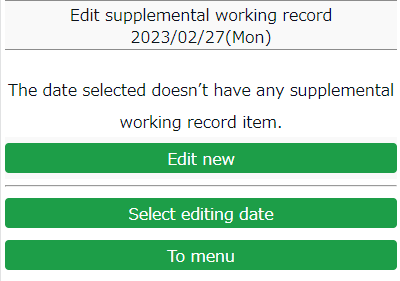 Edit supplemental working record
2023/02/27(Mon)
The date selected doesn’t have any supplemental
working record item.
Edit new
Select editing date
To menu